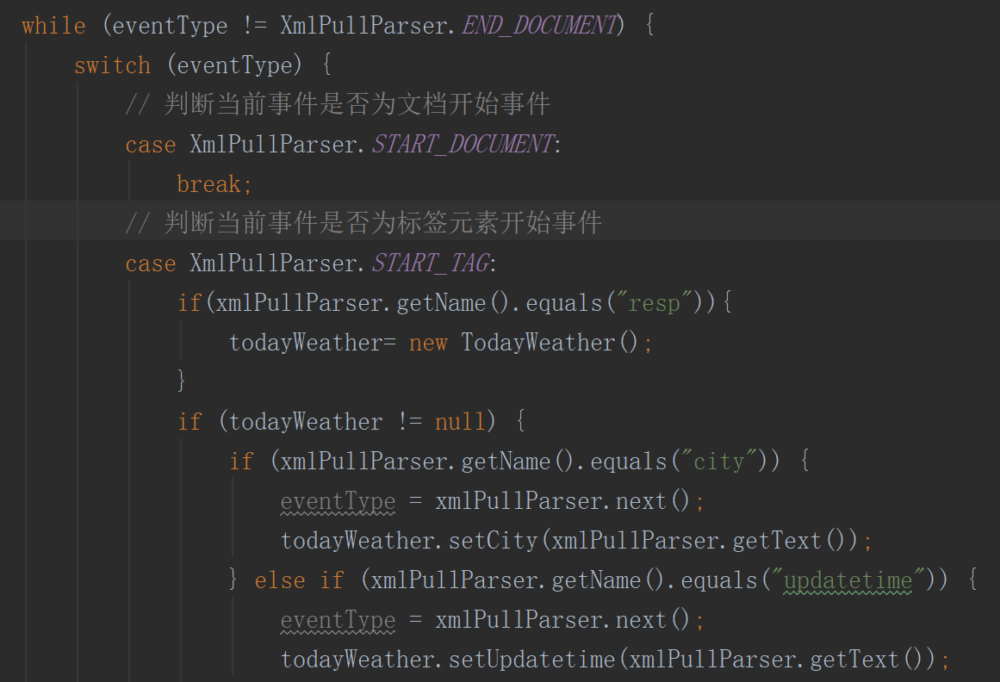 while (eventType != XmlPullParser.END_DOCUMENT) {
switch (eventType) {
// 判断当前事件是否为文档开始事件
case XmlPullParser.START_DOCUMENT:
break;
// 判断当前事件是否为标签元素开始事件
case XmlPullParser.START_TAG:
if(xmlPullParser.getName().equals("resp")){
todayWeather= new TodayWeather();
}
if (todayWeather != null) {
if (xmlPullParser.getName().equals("city")) {
eventType = xmlPullParser.next();
todayWeather.setCity(xmlPullParser.getText());
} else if (xmlPullParser.getName().equals("updatetime")) {
eventType = xmlPullParser.next();
todayWeather.setUpdatetime(xmlPullParser.getText());